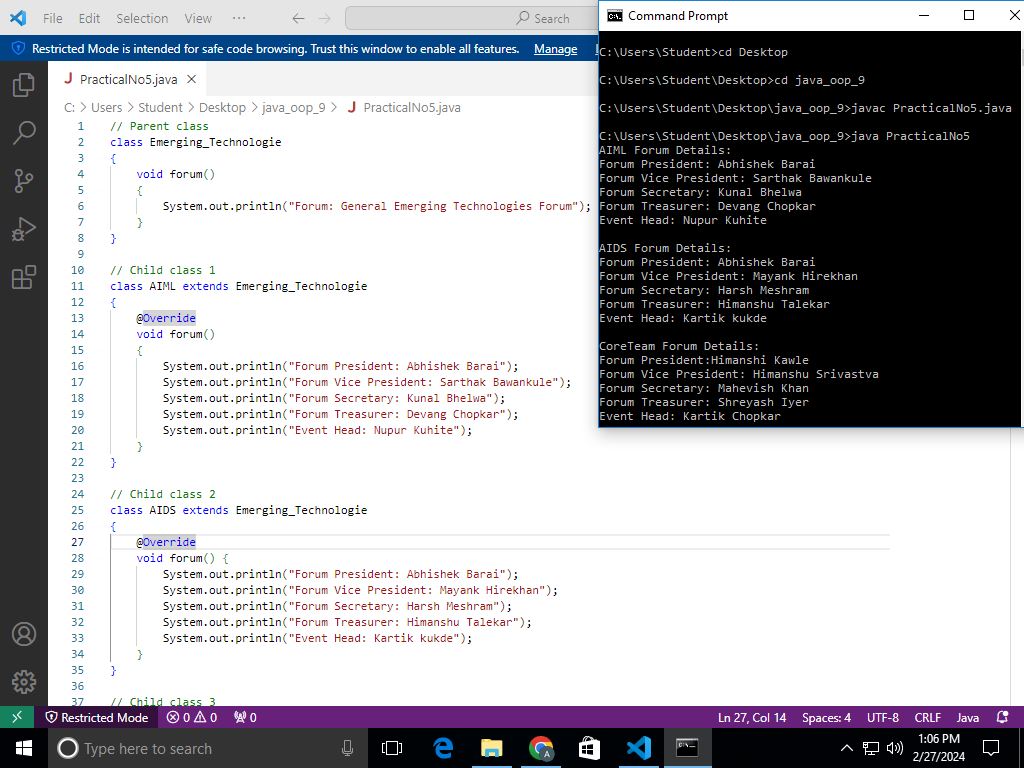 File Edit Selection View ··· Search
Restricted Mode is intended for safe code browsing. Trust this window to enable all features. Manage
PracticalNo5.java
C: > Users > Student > Desktop > java_oop_9 > J PracticalNo5.java
1 // Parent class
2 class Emerging_Technologie
3 {
4 void forum()
5 {
6 System.out.println("Forum: General Emerging Technologies Forum");
7 }
8 }
9
10 // Child class 1
11 class AIML extends Emerging_Technologie
12 {
13 @Override
14 void forum()
15 {
16 System.out.println("Forum President: Abhishek Barai");
17 System.out.println("Forum Vice President: Sarthak Bawankule");
18 System.out.println("Forum Secretary: Kunal Bhelwa");
19 System.out.println("Forum Treasurer: Devang Chopkar");
20 System.out.println("Event Head: Nupur Kuhite");
21 }
22 }
23
24 // Child class 2
25 class AIDS extends Emerging_Technologie
26 {
27 @Override
28 void forum() {
29 System.out.println("Forum President: Abhishek Barai");
30 System.out.println("Forum Vice President: Mayank Hirekhan");
31 System.out.println("Forum Secretary: Harsh Meshram");
32 System.out.println("Forum Treasurer: Himanshu Talekar");
33 System.out.println("Event Head: Kartik kukde");
34 }
35 }
36
37 // Child class 3
Command Prompt
C:\Users\Student>cd Desktop
C:\Users\Student\Desktop>cd java_oop_9
C:\Users\Student\Desktop\java_oop_9>javac PracticalNo5.java
C:\Users\Student\Desktop\java_oop_9>java PracticalNo5
AIML Forum Details:
Forum President: Abhishek Barai
Forum Vice President: Sarthak Bawankule
Forum Secretary: Kunal Bhelwa
Forum Treasurer: Devang Chopkar
Event Head: Nupur Kuhite
AIDS Forum Details:
Forum President: Abhishek Barai
Forum Vice President: Mayank Hirekhan
Forum Secretary: Harsh Meshram
Forum Treasurer: Himanshu Talekar
Event Head: Kartik kukde
CoreTeam Forum Details:
Forum President:Himanshi Kawle
Forum Vice President: Himanshu Srivastva
Forum Secretary: Mahevish Khan
Forum Treasurer: Shreyash Iyer
Event Head: Kartik Chopkar
Restricted Mode 0 0 0 Ln 27, Col 14 Spaces: 4 UTF-8 CRLF Java
Type here to search
1:06 PM
2/27/2024